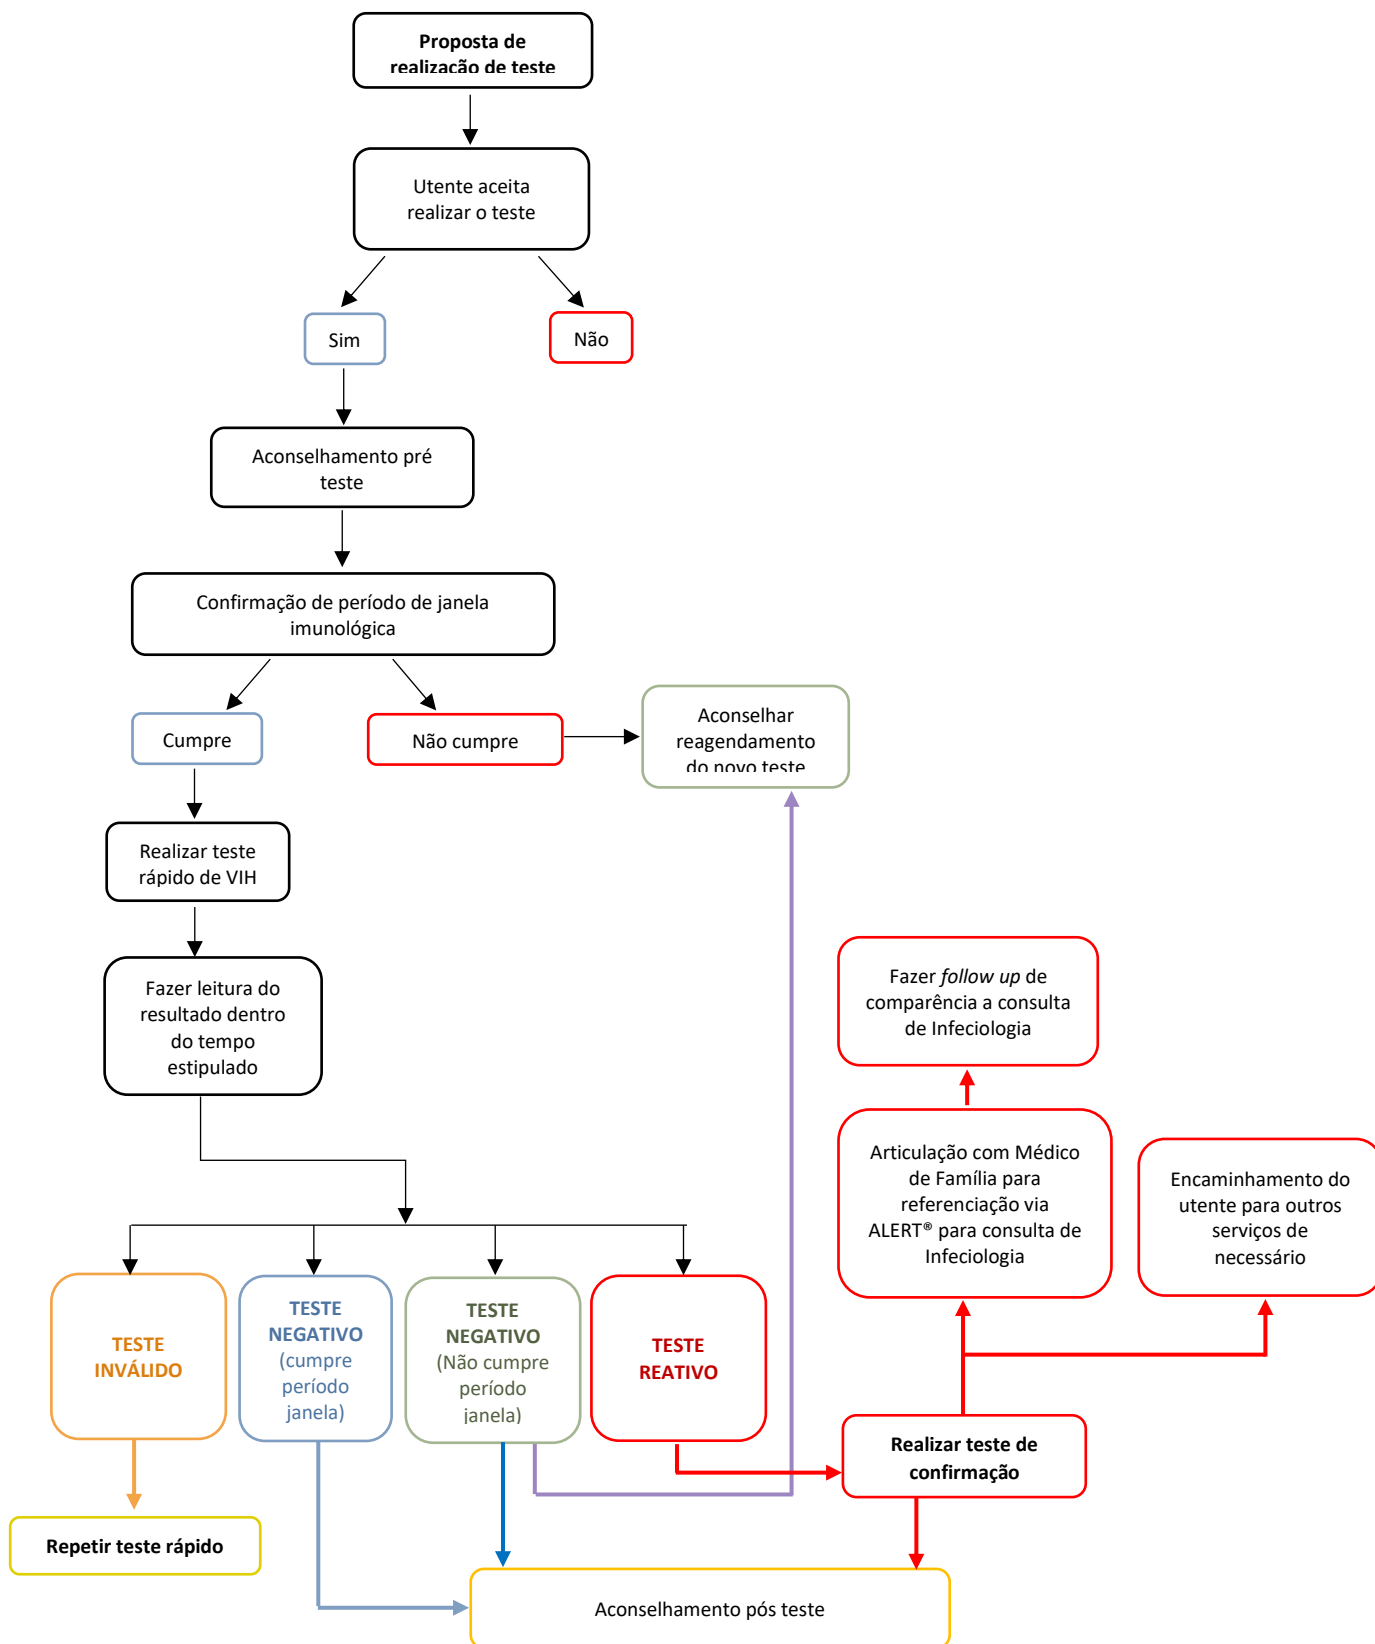 Proposta de
realização de teste
Utente aceita
realizar o teste
Sim
Não
Aconselhamento pré
teste
Confirmação de período de janela
imunológica
Cumpre
Não cumpre
Aconselhar
reagendamento
do novo teste
Realizar teste
rápido de VIH
Fazer leitura do
resultado dentro
do tempo
estipulado
Fazer follow up de
comparência a consulta
de Infeciologia
Articulação com Médico
de Família para
referenciação via
ALERT® para consulta de
Infeciologia
Encaminhamento do
utente para outros
serviços de
necessário
TESTE
INVÁLIDO
TESTE
NEGATIVO
(cumpre
período
janela)
TESTE
NEGATIVO
(Não cumpre
período
janela)
TESTE
REATIVO
Realizar teste de
confirmação
Repetir teste rápido
Aconselhamento pós teste